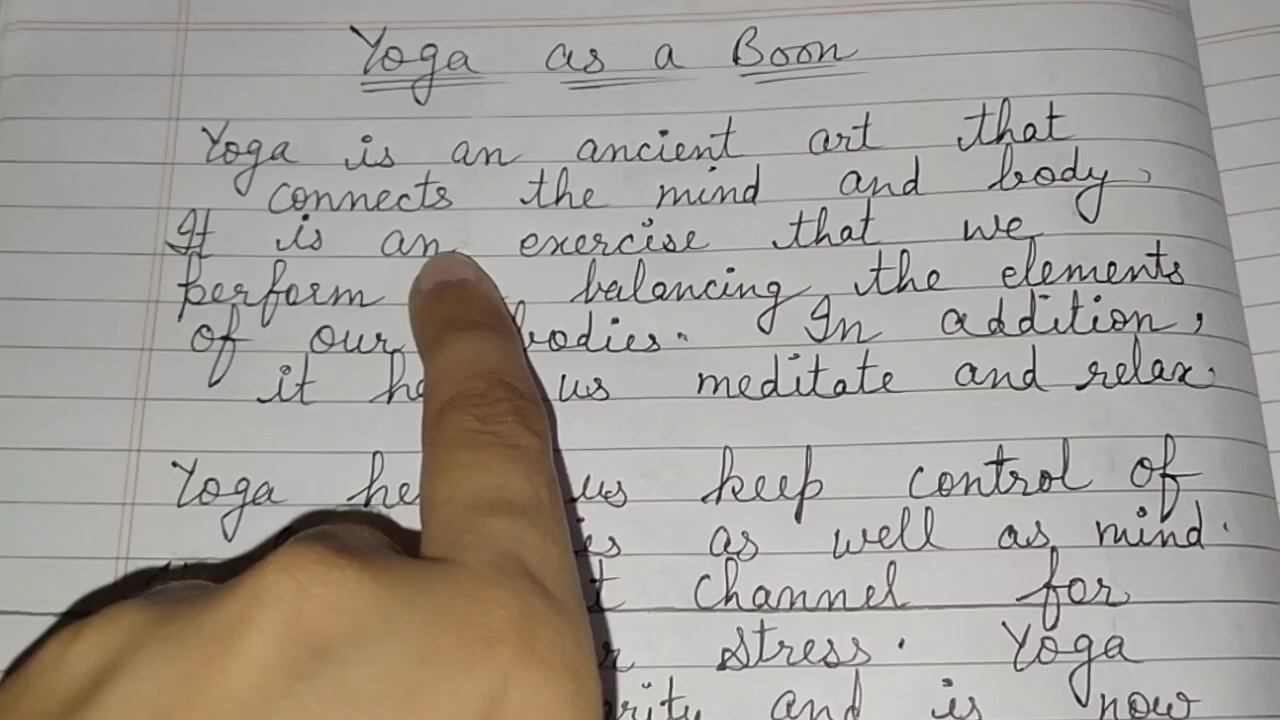 Yoga as a Boon
Yoga is an ancient art that
connects the mind and body,
It is an exercise that we
perform balancing the elements
of our bodies. In addition,
it us meditate and relax.
Yoga us keep control of
as well as mind.
channel for
stress. Yoga
and is now